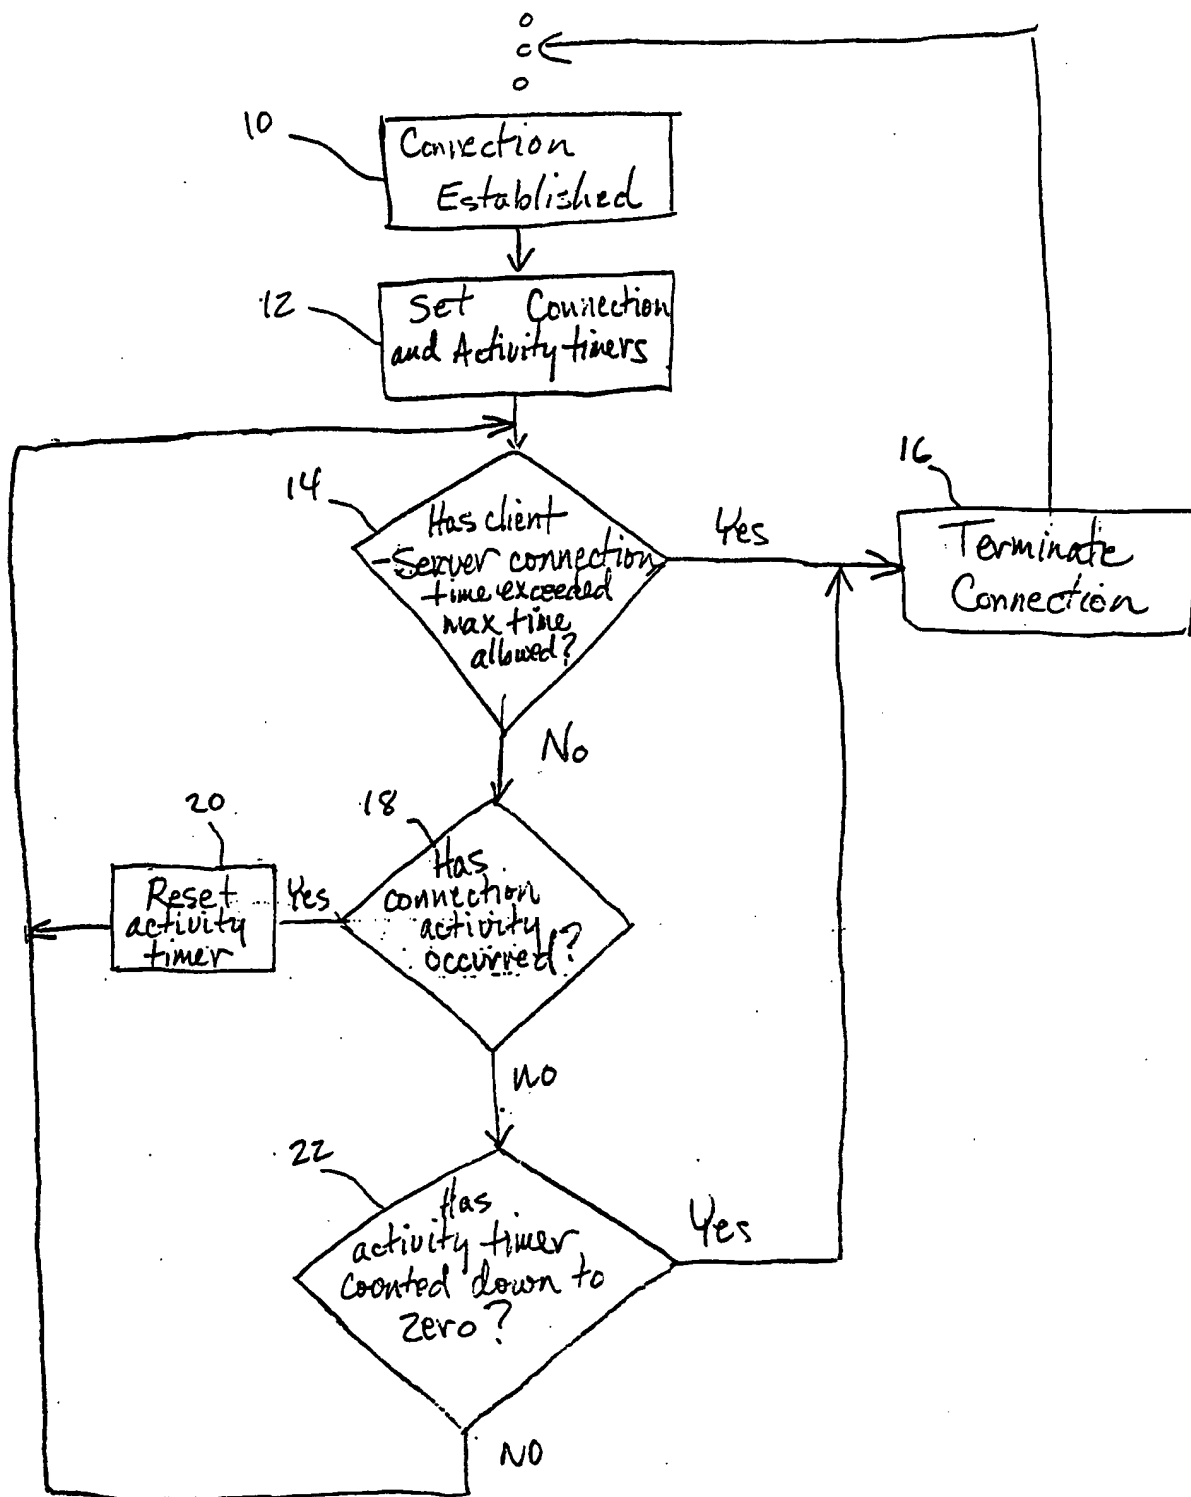 10
Connection
Established
12
Set Connection
and Activity timers
14
Has client
-Server connection
time exceeded
max time
allowed?
Yes
16
Terminate
Connection
No
18
Has
connection
activity
occurred?
Yes
20
Reset
activity
timer
no
22
Has
activity timer
counted down to
zero?
Yes
NO